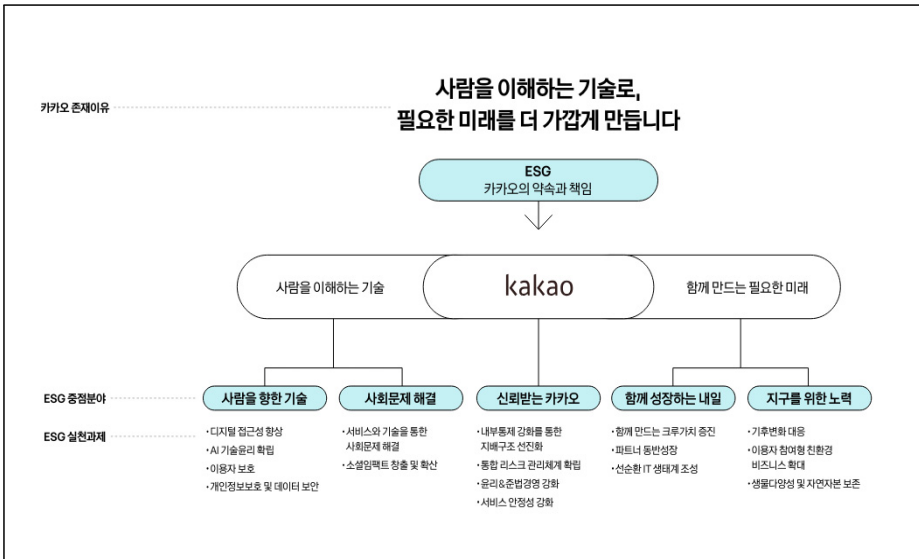 사람을 이해하는 기술로,
카카오 존재이유
필요한 미래를 더 가깝게 만듭니다
ESG
카카오의 약속과 책임
사람을 이해하는 기술
kakao
함께 만드는 필요한 미래
ESG 중점분야
사람을 향한 기술
사회문제 해결
신뢰받는 카카오
함께 성장하는 내일
지구를 위한 노력
ESG 실천과제
• 디지털 접근성 향상
• AI 기술윤리 확립
• 이용자 보호
• 개인정보보호 및 데이터 보안
• 서비스와 기술을 통한
사회문제 해결
• 소셜임팩트 창출 및 확산
• 내부통제 강화를 통한
지배구조 선진화
• 통합 리스크 관리체계 확립
• 윤리&준법경영 강화
• 서비스 안정성 강화
• 함께 만드는 크루가치 증진
• 파트너 동반성장
• 선순환 IT 생태계 조성
• 기후변화 대응
• 이용자 참여형 친환경
비즈니스 확대
• 생물다양성 및 자연자본 보존